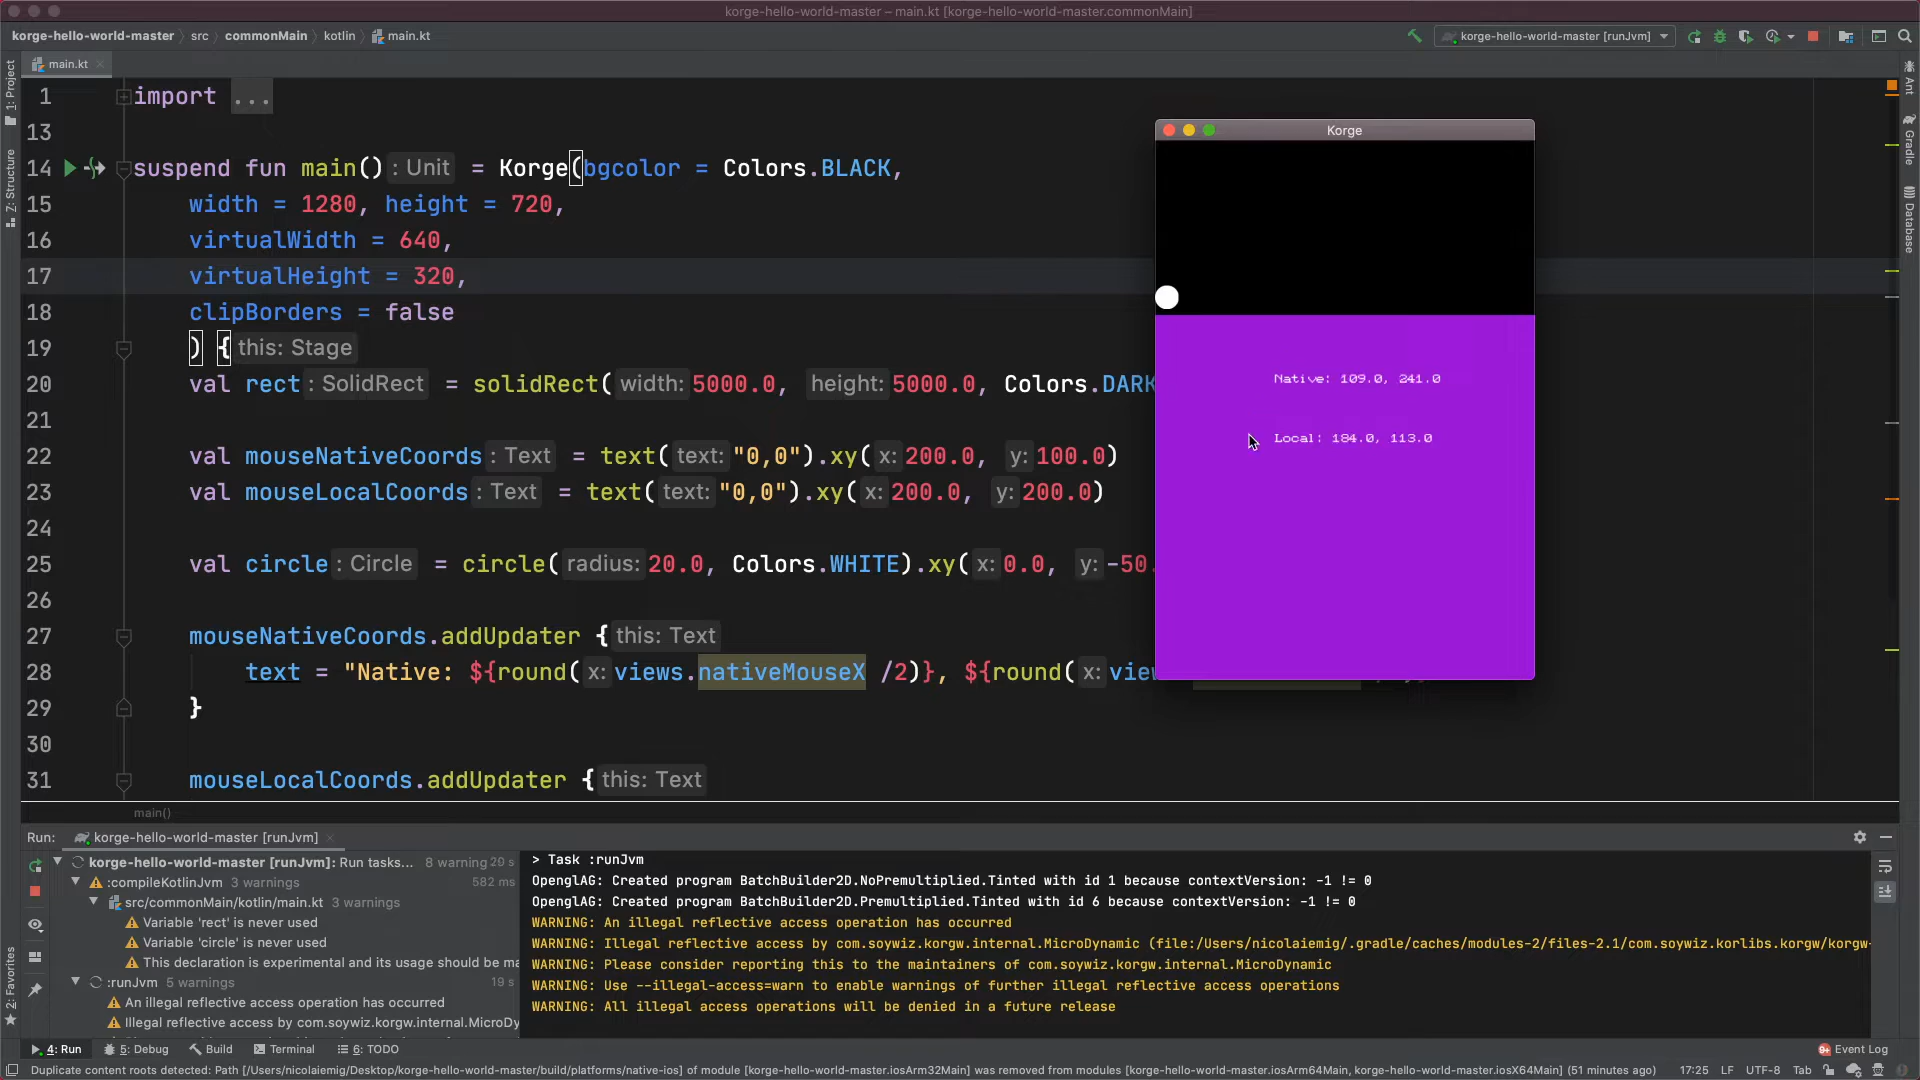 korge-hello-world-master – main.kt [korge-hello-world-master.commonMain]
korge-hello-world-master src commonMain kotlin main.kt
korge-hello-world-master [runJvm]
main.kt
1 import ...
13
14 suspend fun main() : Unit = Korge(bgcolor = Colors.BLACK,
15 width = 1280, height = 720,
16 virtualWidth = 640,
17 virtualHeight = 320,
18 clipBorders = false
19 ) { this: Stage
20 val rect : SolidRect = solidRect( width: 5000.0, height: 5000.0, Colors.DARK
21
22 val mouseNativeCoords : Text = text( text: "0,0").xy( x: 200.0, y: 100.0)
23 val mouseLocalCoords : Text = text( text: "0,0").xy( x: 200.0, y: 200.0)
24
25 val circle : Circle = circle( radius: 20.0, Colors.WHITE).xy( x: 0.0, y: -50.
26
27 mouseNativeCoords.addUpdater { this: Text
28 text = "Native: ${round( x: views.nativeMouseX /2)}, ${round( x: view
29 }
30
31 mouseLocalCoords.addUpdater { this: Text
main()
Korge
Native: 109.0, 241.0
Local: 184.0, 113.0
1: Project
Z: Structure
2: Favorites
Ant
Gradle
Database
Run: korge-hello-world-master [runJvm]
korge-hello-world-master [runJvm]: Run tasks... 8 warning 20 s
:compileKotlinJvm 3 warnings 582 ms
src/commonMain/kotlin/main.kt 3 warnings
Variable 'rect' is never used
Variable 'circle' is never used
This declaration is experimental and its usage should be ma
:runJvm 5 warnings 19 s
An illegal reflective access operation has occurred
Illegal reflective access by com.soywiz.korgw.internal.MicroDy
> Task :runJvm
OpenglAG: Created program BatchBuilder2D.NoPremultiplied.Tinted with id 1 because contextVersion: -1 != 0
OpenglAG: Created program BatchBuilder2D.Premultiplied.Tinted with id 6 because contextVersion: -1 != 0
WARNING: An illegal reflective access operation has occurred
WARNING: Illegal reflective access by com.soywiz.korgw.internal.MicroDynamic (file:/Users/nicolaiemig/.gradle/caches/modules-2/files-2.1/com.soywiz.korlibs.korgw/korgw-
WARNING: Please consider reporting this to the maintainers of com.soywiz.korgw.internal.MicroDynamic
WARNING: Use --illegal-access=warn to enable warnings of further illegal reflective access operations
WARNING: All illegal access operations will be denied in a future release
4: Run 5: Debug Build Terminal 6: TODO
Event Log
Duplicate content roots detected: Path [/Users/nicolaiemig/Desktop/korge-hello-world-master/build/platforms/native-ios] of module [korge-hello-world-master.iosArm32Main] was removed from modules [korge-hello-world-master.iosArm64Main, korge-hello-world-master.iosX64Main] (51 minutes ago)
17:25 LF UTF-8 Tab